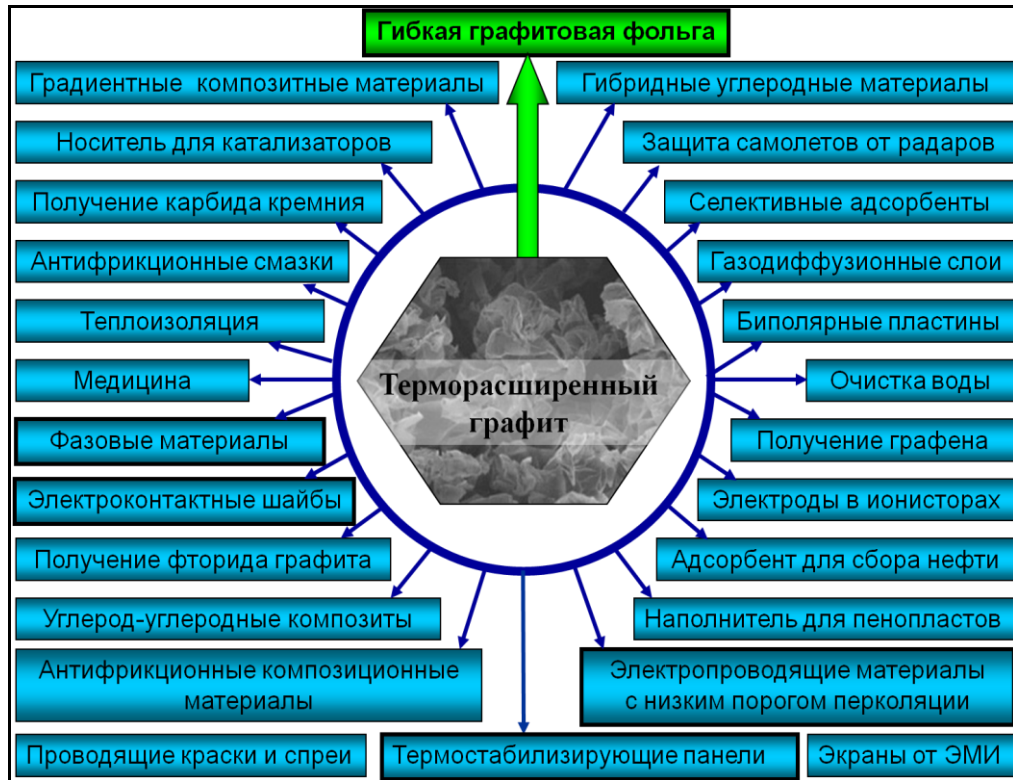 Гибкая графитовая фольга
Градиентные композитные материалы
Гибридные углеродные материалы
Носитель для катализаторов
Защита самолетов от радаров
Получение карбида кремния
Селективные адсорбенты
Антифрикционные смазки
Газодиффузионные слои
Теплоизоляция
Биполярные пластины
Медицина
Терморасширенный
графит
Очистка воды
Фазовые материалы
Получение графена
Электроконтактные шайбы
Электроды в ионисторах
Получение фторида графита
Адсорбент для сбора нефти
Углерод-углеродные композиты
Наполнитель для пенопластов
Антифрикционные композиционные
материалы
Электропроводящие материалы
с низким порогом перколяции
Проводящие краски и спреи
Термостабилизирующие панели
Экраны от ЭМИ